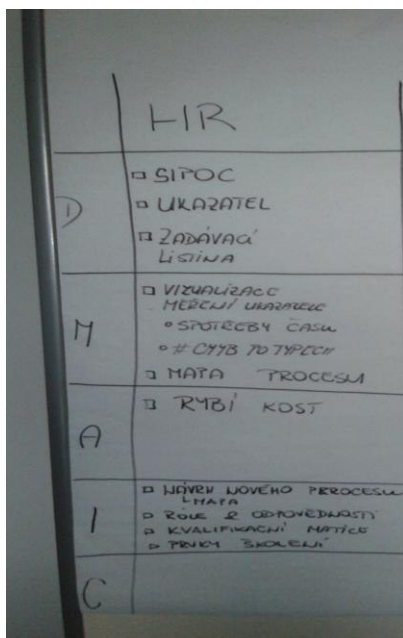 HR
D
□ SIPOC
□ UKAZATEL
□ ZADÁVACÍ
LISTINA
M
□ VIZUALIZACE
MĚŘENÍ UKAZATELE
° SPOTŘEBY ČASU
° # CHYB PO TYPECH
□ MAPA PROCESU
A
□ RYBÍ KOST
I
□ NÁVRH NOVÉHO PROCESU
└ MAPA
□ ROLE & ODPOVĚDNOSTI
□ KVALIFIKAČNÍ MATICE
□ PRVKY ŠKOLENÍ
C